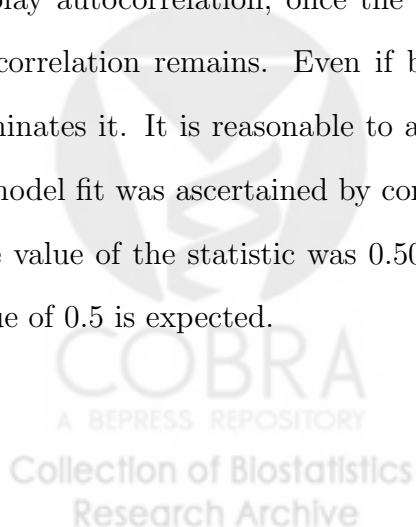 play autocorrelation, once the
correlation remains. Even if b
minates it. It is reasonable to a
model fit was ascertained by con
e value of the statistic was 0.50
ue of 0.5 is expected.
COBRA
A BEPRESS REPOSITORY
Collection of Biostatistics
Research Archive